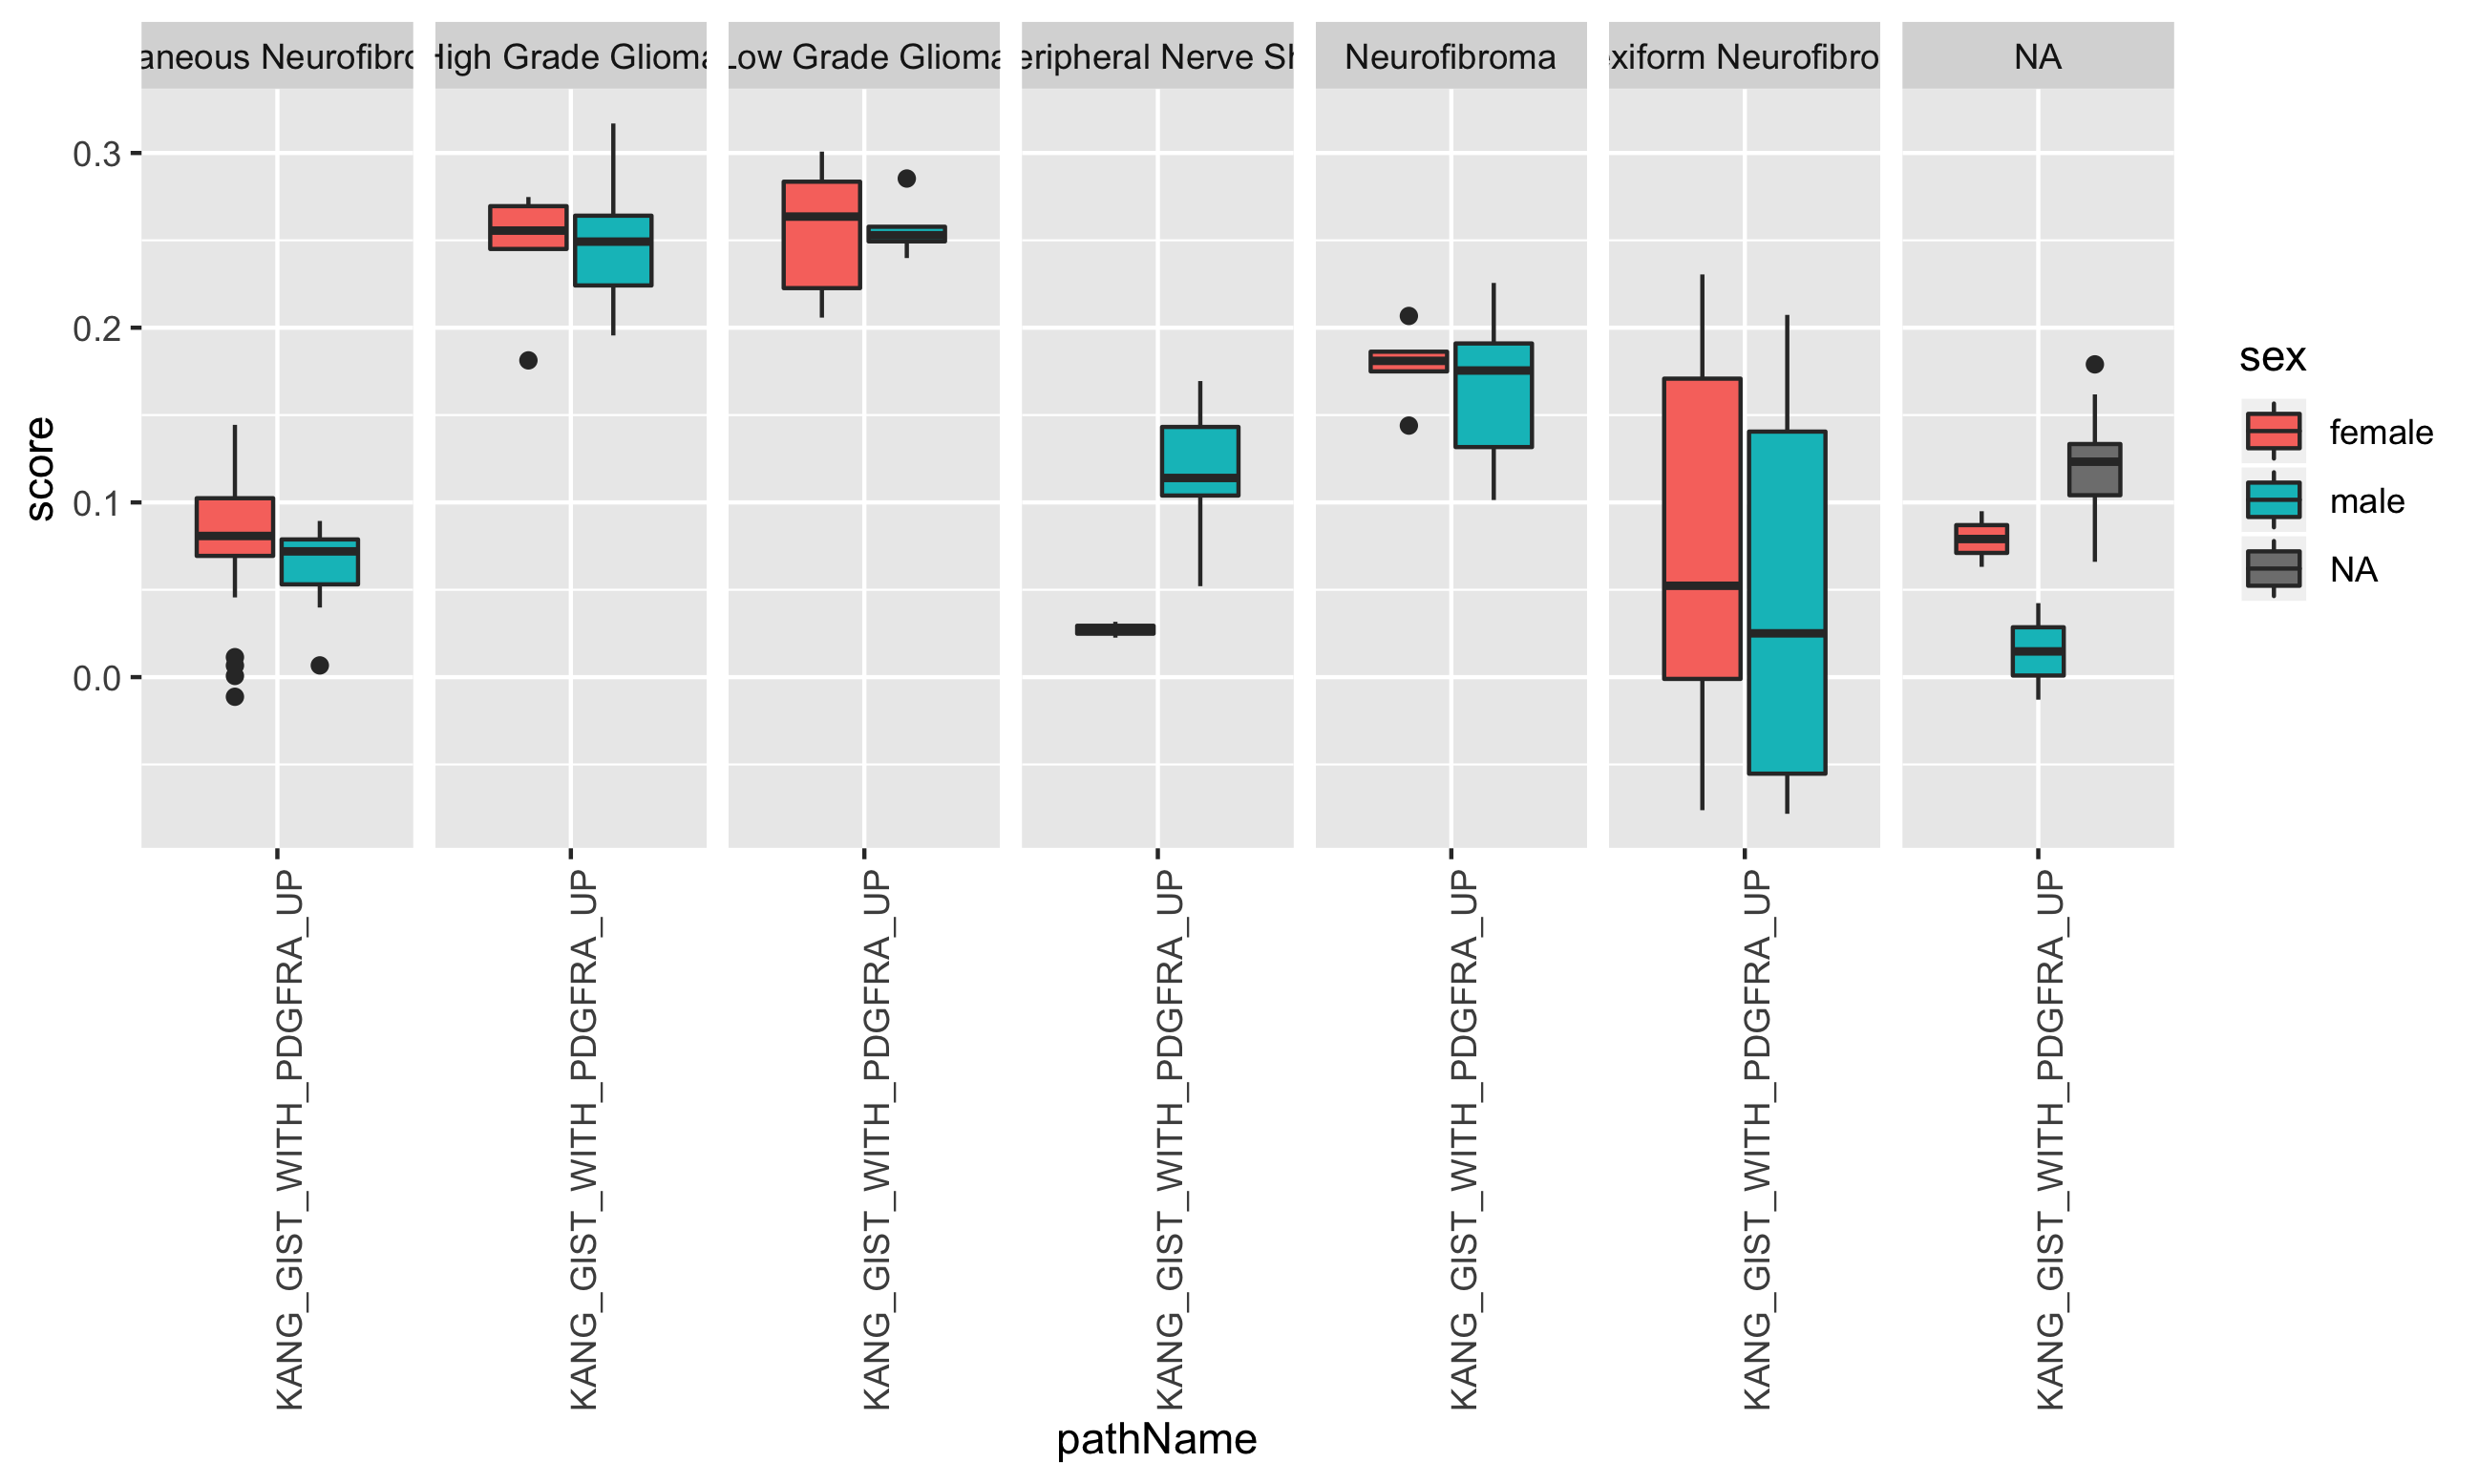 aneous Neurofibro
High Grade Glioma
Low Grade Glioma
eripheral Nerve Sh
Neurofibroma
exiform Neurofibro
NA
0.3
0.2
0.1
0.0
score
KANG_GIST_WITH_PDGFRA_UP
KANG_GIST_WITH_PDGFRA_UP
KANG_GIST_WITH_PDGFRA_UP
KANG_GIST_WITH_PDGFRA_UP
KANG_GIST_WITH_PDGFRA_UP
KANG_GIST_WITH_PDGFRA_UP
KANG_GIST_WITH_PDGFRA_UP
pathName
sex
female
male
NA